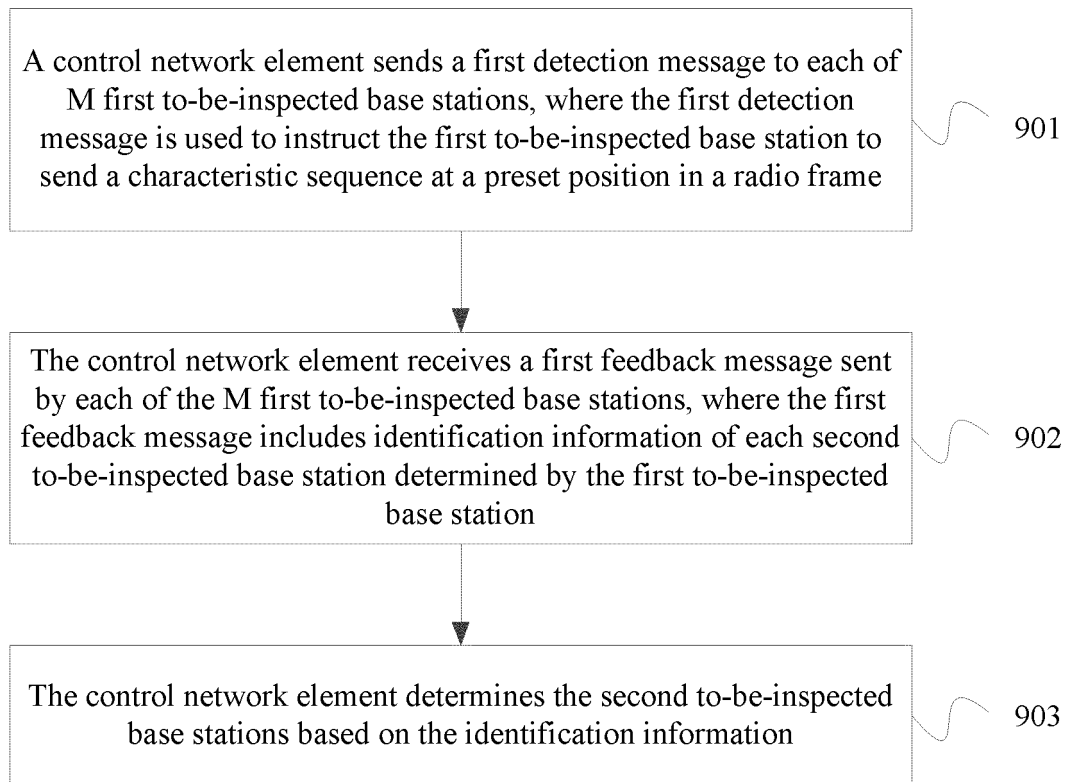 A control network element sends a first detection message to each of
M first to-be-inspected base stations, where the first detection
message is used to instruct the first to-be-inspected base station to
send a characteristic sequence at a preset position in a radio frame
901
The control network element receives a first feedback message sent
by each of the M first to-be-inspected base stations, where the first
feedback message includes identification information of each second
to-be-inspected base station determined by the first to-be-inspected
base station
902
The control network element determines the second to-be-inspected
base stations based on the identification information
903